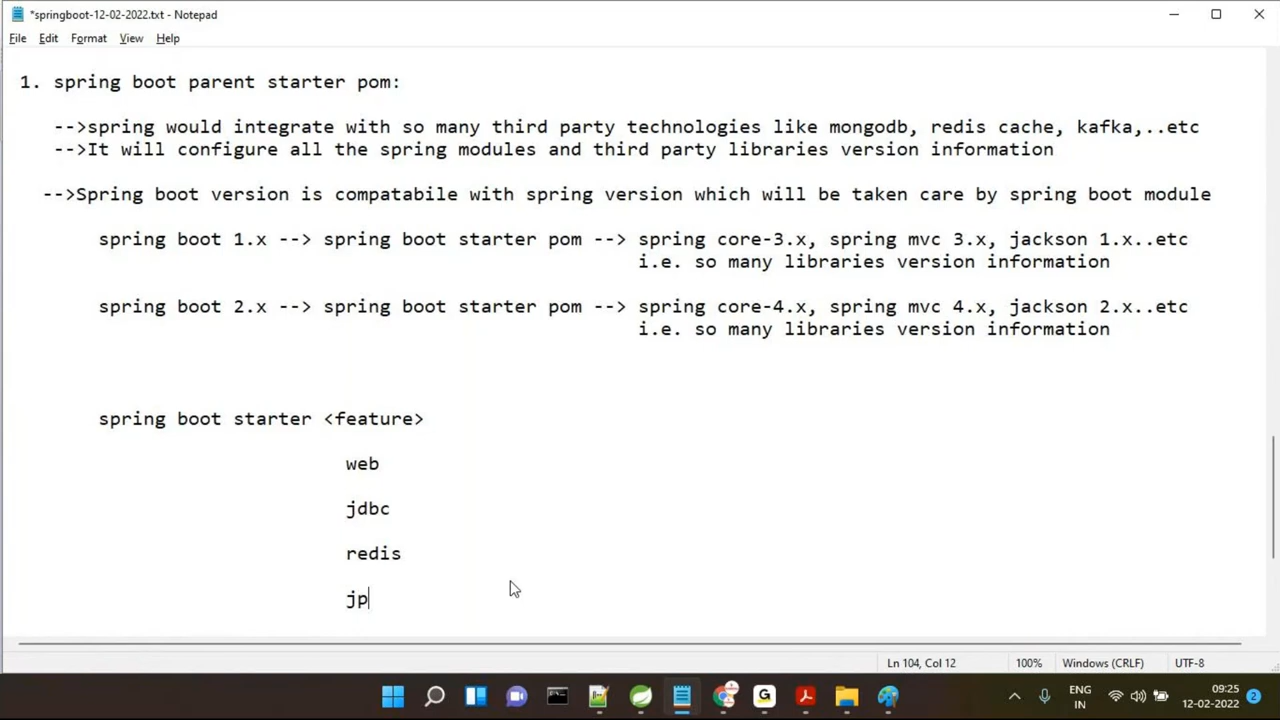 *springboot-12-02-2022.txt - Notepad
File Edit Format View Help
1. spring boot parent starter pom:
-->spring would integrate with so many third party technologies like mongodb, redis cache, kafka,..etc
-->It will configure all the spring modules and third party libraries version information
-->Spring boot version is compatabile with spring version which will be taken care by spring boot module
spring boot 1.x --> spring boot starter pom --> spring core-3.x, spring mvc 3.x, jackson 1.x..etc
i.e. so many libraries version information
spring boot 2.x --> spring boot starter pom --> spring core-4.x, spring mvc 4.x, jackson 2.x..etc
i.e. so many libraries version information
spring boot starter <feature>
web
jdbc
redis
jp
Ln 104, Col 12 100% Windows (CRLF) UTF-8
ENG 09:25
IN 12-02-2022 2